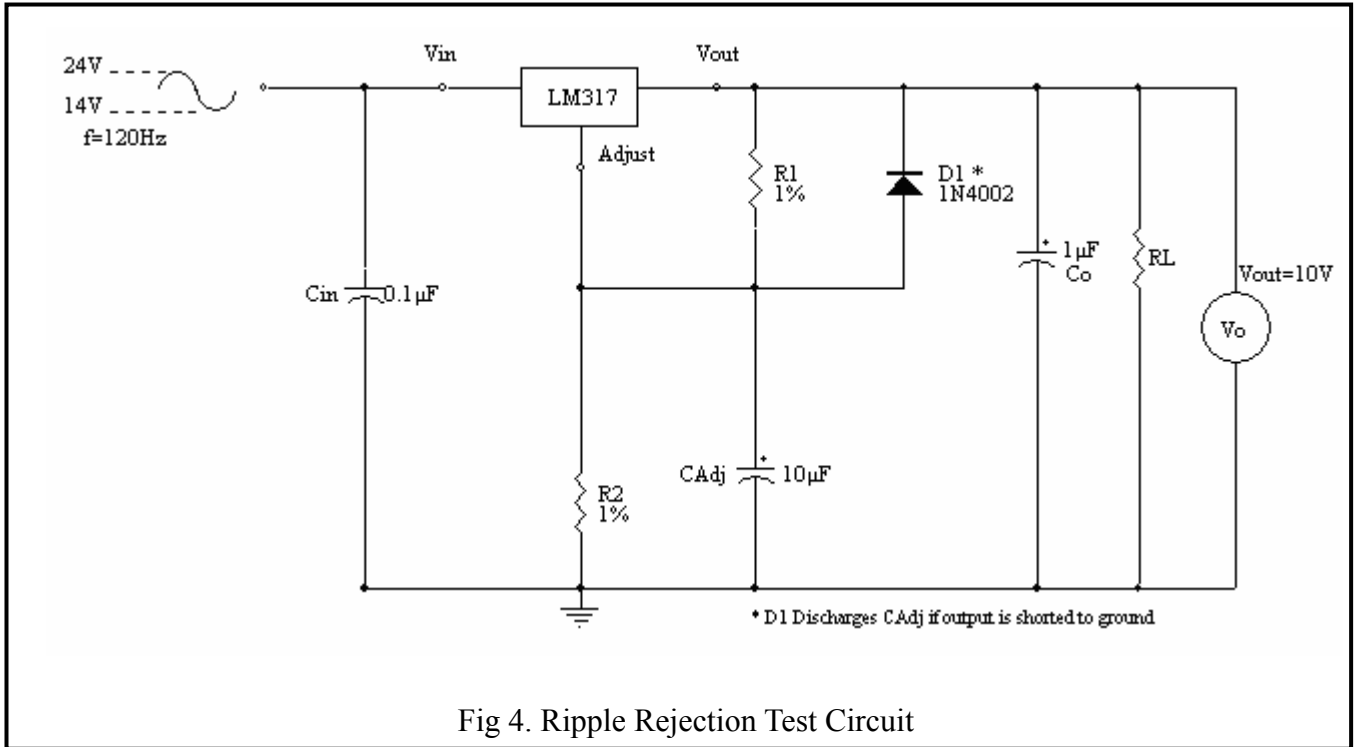 24V
14V
f=120Hz
Vin
LM317
Vout
Adjust
R1
1%
D1 *
1N4002
Cin
0.1μF
1μF
Co
RL
Vout=10V
Vo
R2
1%
CAdj
10μF
* D1 Discharges CAdj if output is shorted to ground
Fig 4. Ripple Rejection Test Circuit